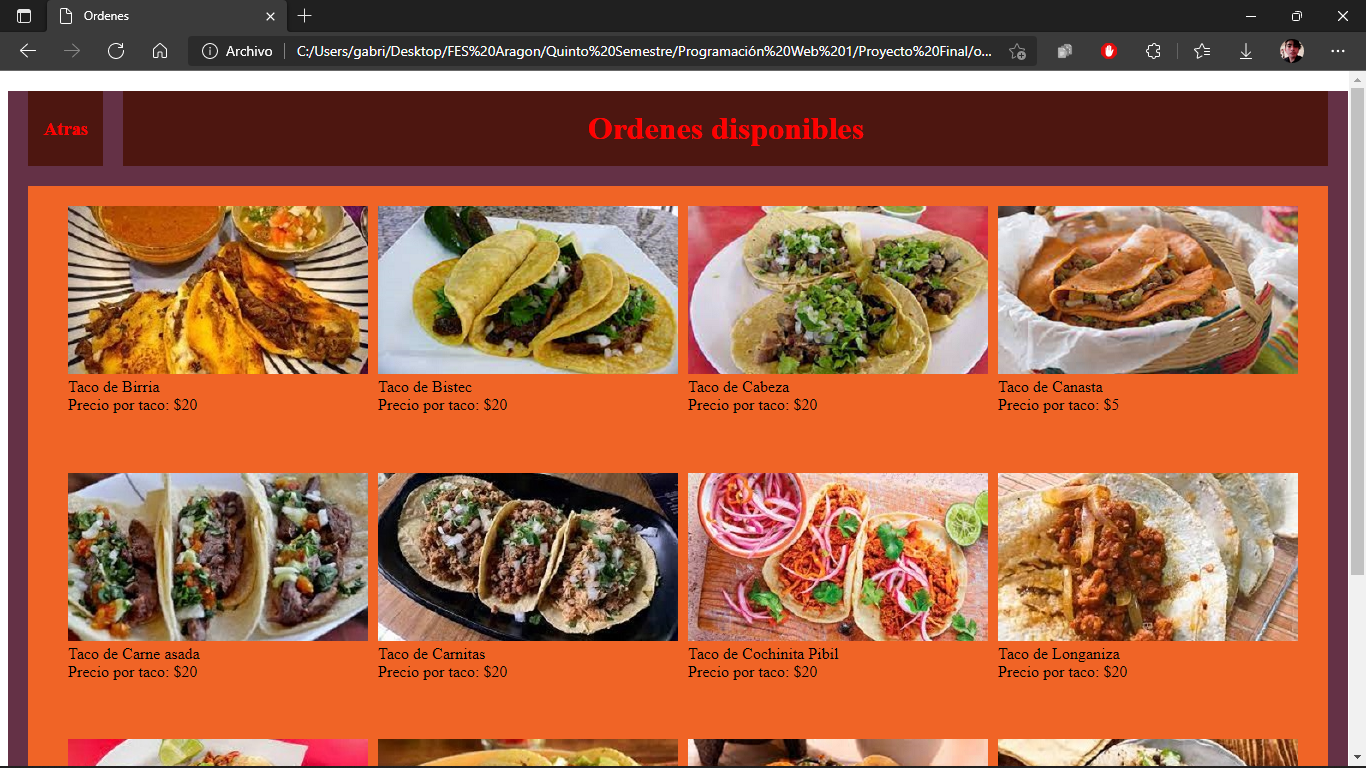 Ordenes
Archivo
C:/Users/gabri/Desktop/FES%20Aragon/Quinto%20Semestre/Programación%20Web%201/Proyecto%20Final/o...
Atras
Ordenes disponibles
Taco de Birria
Precio por taco: $20
Taco de Bistec
Precio por taco: $20
Taco de Cabeza
Precio por taco: $20
Taco de Canasta
Precio por taco: $5
Taco de Carne asada
Precio por taco: $20
Taco de Carnitas
Precio por taco: $20
Taco de Cochinita Pibil
Precio por taco: $20
Taco de Longaniza
Precio por taco: $20